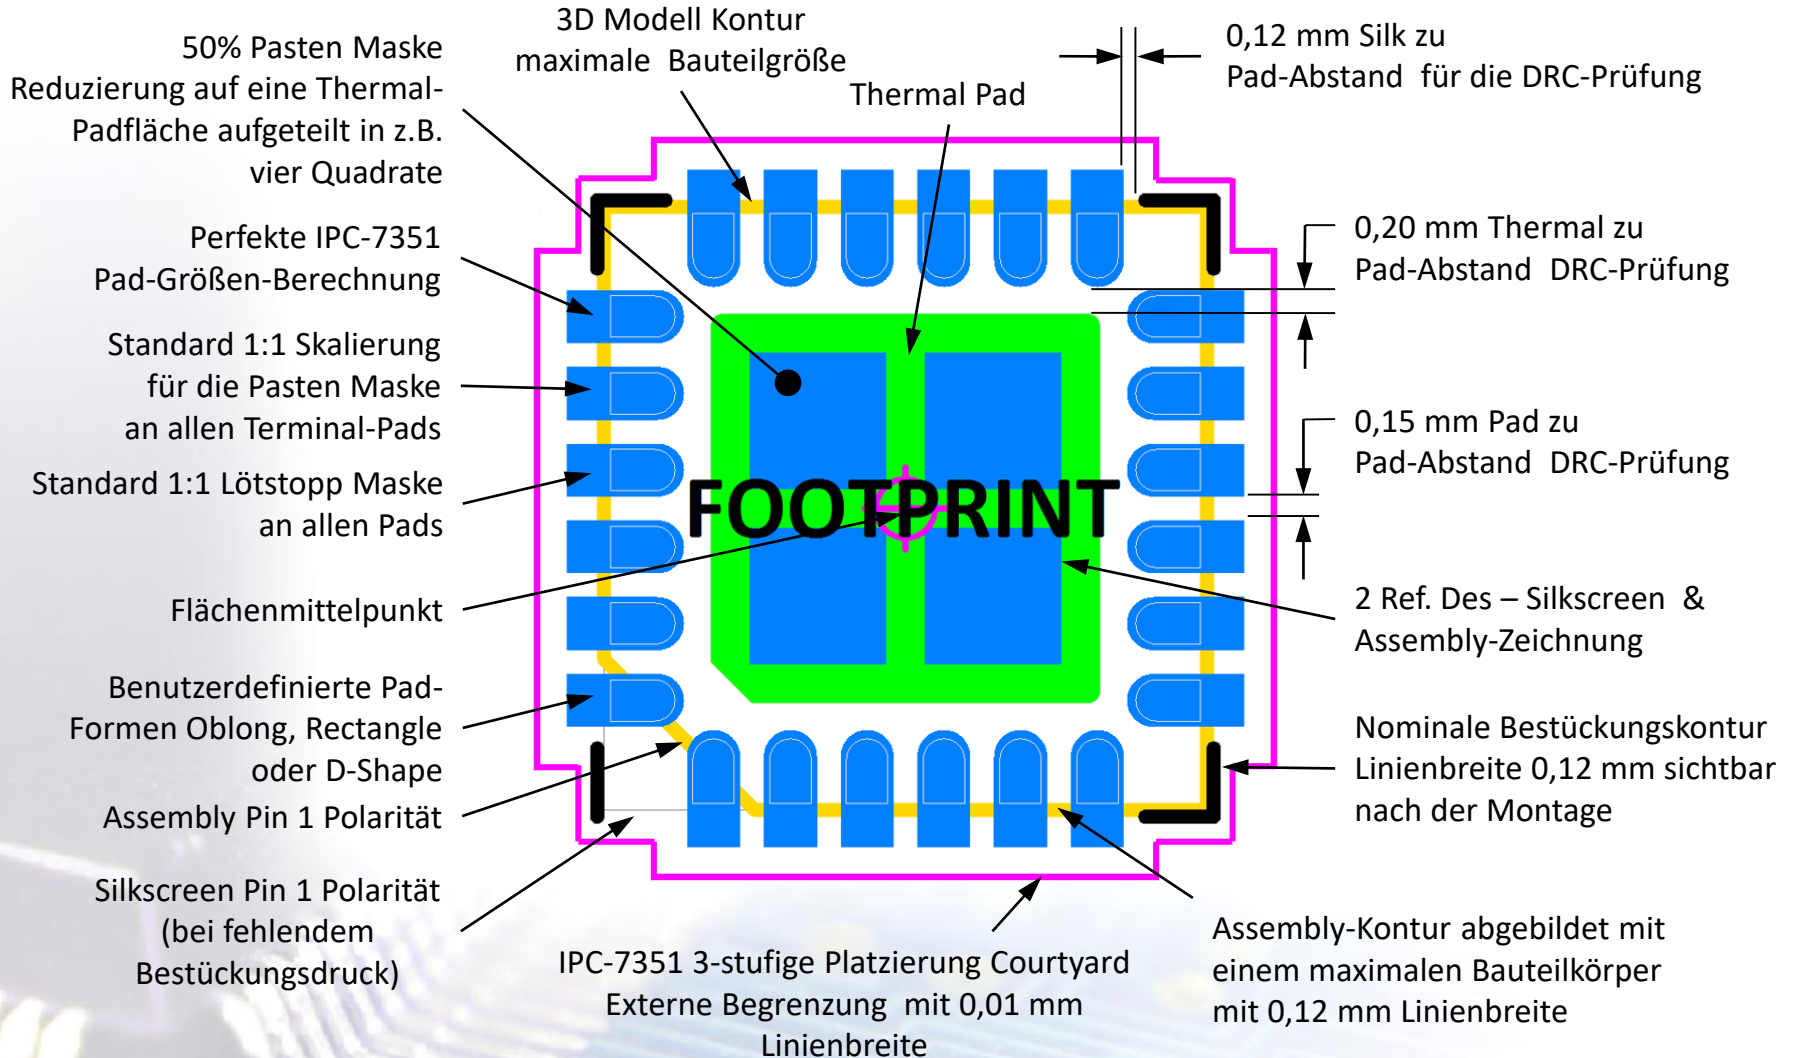 50% Pasten Maske
Reduzierung auf eine Thermal-
Padfläche aufgeteilt in z.B.
vier Quadrate
3D Modell Kontur
maximale Bauteilgröße
Thermal Pad
0,12 mm Silk zu
Pad-Abstand für die DRC-Prüfung
Perfekte IPC-7351
Pad-Größen-Berechnung
Standard 1:1 Skalierung
für die Pasten Maske
an allen Terminal-Pads
Standard 1:1 Lötstopp Maske
an allen Pads
Flächenmittelpunkt
Benutzerdefinierte Pad-
Formen Oblong, Rectangle
oder D-Shape
Assembly Pin 1 Polarität
Silkscreen Pin 1 Polarität
(bei fehlendem
Bestückungsdruck)
FOOTPRINT
0,20 mm Thermal zu
Pad-Abstand DRC-Prüfung
0,15 mm Pad zu
Pad-Abstand DRC-Prüfung
2 Ref. Des – Silkscreen &
Assembly-Zeichnung
Nominale Bestückungskontur
Linienbreite 0,12 mm sichtbar
nach der Montage
Assembly-Kontur abgebildet mit
einem maximalen Bauteilkörper
mit 0,12 mm Linienbreite
IPC-7351 3-stufige Platzierung Courtyard
Externe Begrenzung mit 0,01 mm
Linienbreite